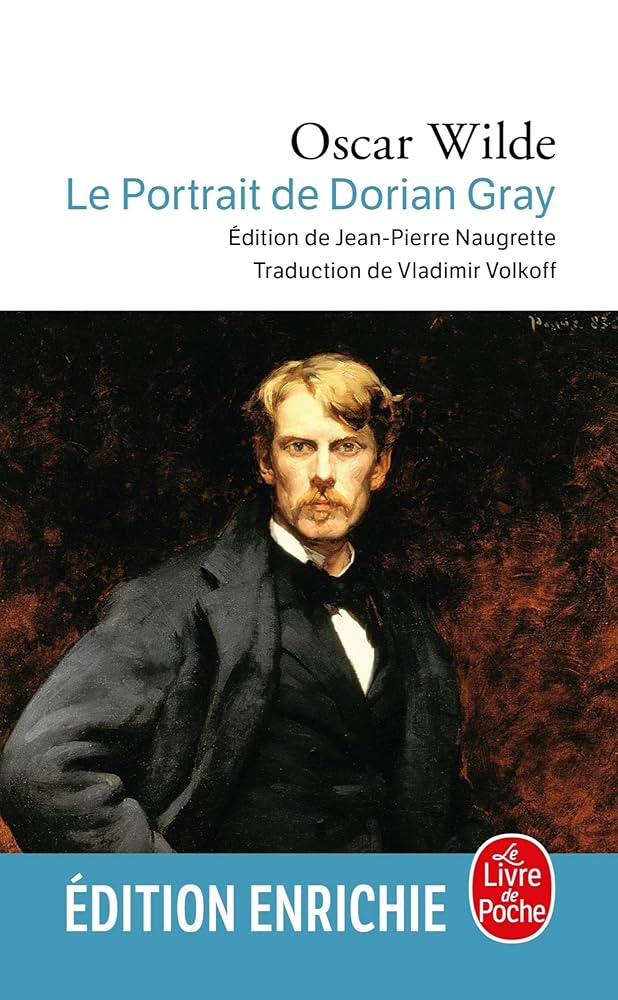 Oscar Wilde
Le Portrait de Dorian Gray
Édition de Jean-Pierre Naugrette
Traduction de Vladimir Volkoff
ÉDITION ENRICHIE
Le
Livre
de
Poche